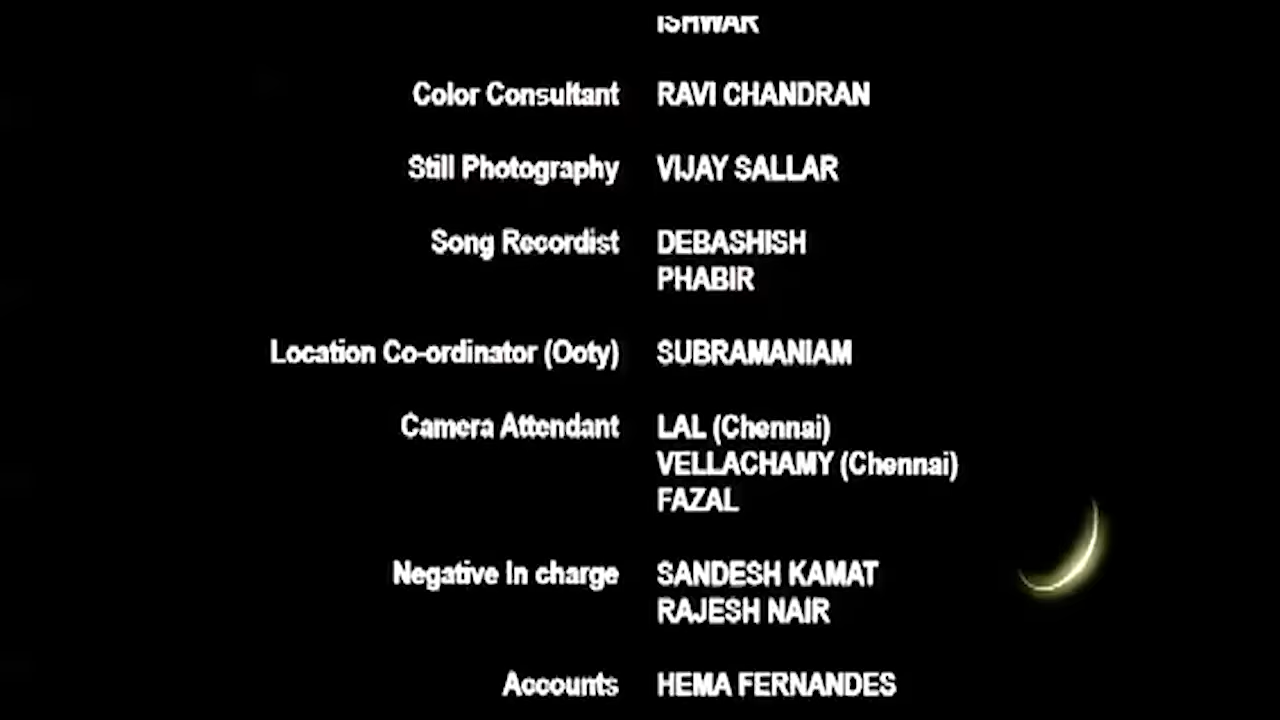 ISHWAR
Color Consultant RAVI CHANDRAN
Still Photography VIJAY SALLAR
Song Recordist DEBASHISH
PHABIR
Location Co-ordinator (Ooty) SUBRAMANIAM
Camera Attendant LAL (Chennai)
VELLACHAMY (Chennai)
FAZAL
Negative In charge SANDESH KAMAT
RAJESH NAIR
Accounts HEMA FERNANDES